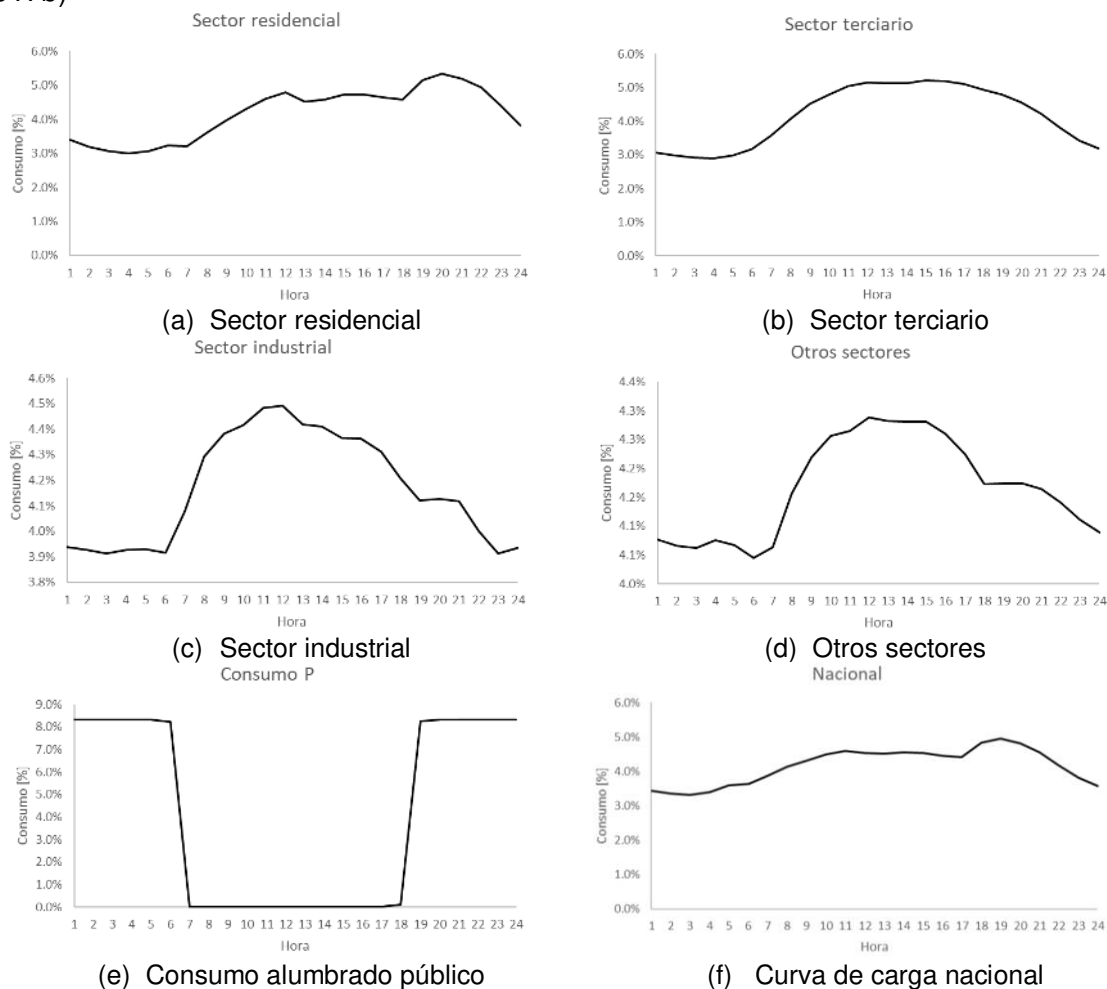 Sector residencial
Consumo [%]
6.0%
5.0%
4.0%
3.0%
2.0%
1.0%
0.0%
1 2 3 4 5 6 7 8 9 10 11 12 13 14 15 16 17 18 19 20 21 22 23 24
Hora
(a) Sector residencial
Sector terciario
Consumo [%]
6.0%
5.0%
4.0%
3.0%
2.0%
1.0%
0.0%
1 2 3 4 5 6 7 8 9 10 11 12 13 14 15 16 17 18 19 20 21 22 23 24
Hora
(b) Sector terciario
Sector industrial
Consumo [%]
4.6%
4.5%
4.4%
4.3%
4.2%
4.1%
4.0%
3.9%
3.8%
1 2 3 4 5 6 7 8 9 10 11 12 13 14 15 16 17 18 19 20 21 22 23 24
Hora
(c) Sector industrial
Otros sectores
Consumo [%]
4.4%
4.3%
4.3%
4.2%
4.2%
4.1%
4.1%
4.0%
1 2 3 4 5 6 7 8 9 10 11 12 13 14 15 16 17 18 19 20 21 22 23 24
Hora
(d) Otros sectores
Consumo P
Consumo [%]
9.0%
8.0%
7.0%
6.0%
5.0%
4.0%
3.0%
2.0%
1.0%
0.0%
1 2 3 4 5 6 7 8 9 10 11 12 13 14 15 16 17 18 19 20 21 22 23 24
Hora
(e) Consumo alumbrado público
Nacional
Consumo [%]
6.0%
5.0%
4.0%
3.0%
2.0%
1.0%
0.0%
1 2 3 4 5 6 7 8 9 10 11 12 13 14 15 16 17 18 19 20 21 22 23 24
Hora
(f) Curva de carga nacional